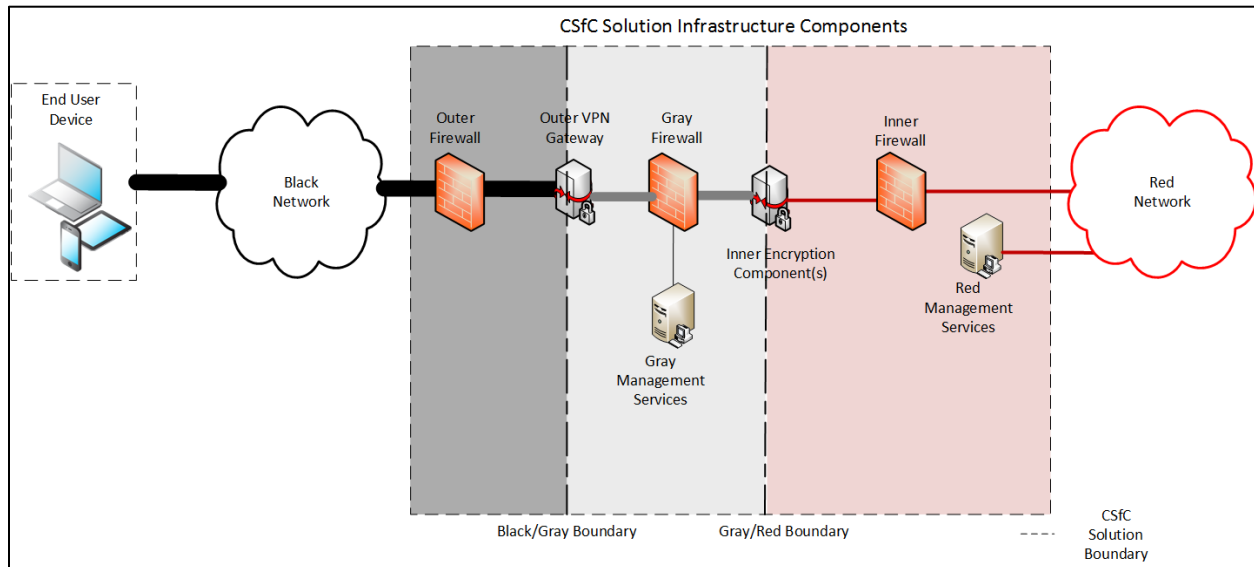 CSfC Solution Infrastructure Components
End User
Device
Black
Network
Outer
Firewall
Outer VPN
Gateway
Gray
Firewall
Inner
Firewall
Red
Network
Inner Encryption
Component(s)
Red
Management
Services
Gray
Management
Services
Black/Gray Boundary
Gray/Red Boundary
CSfC
Solution
Boundary